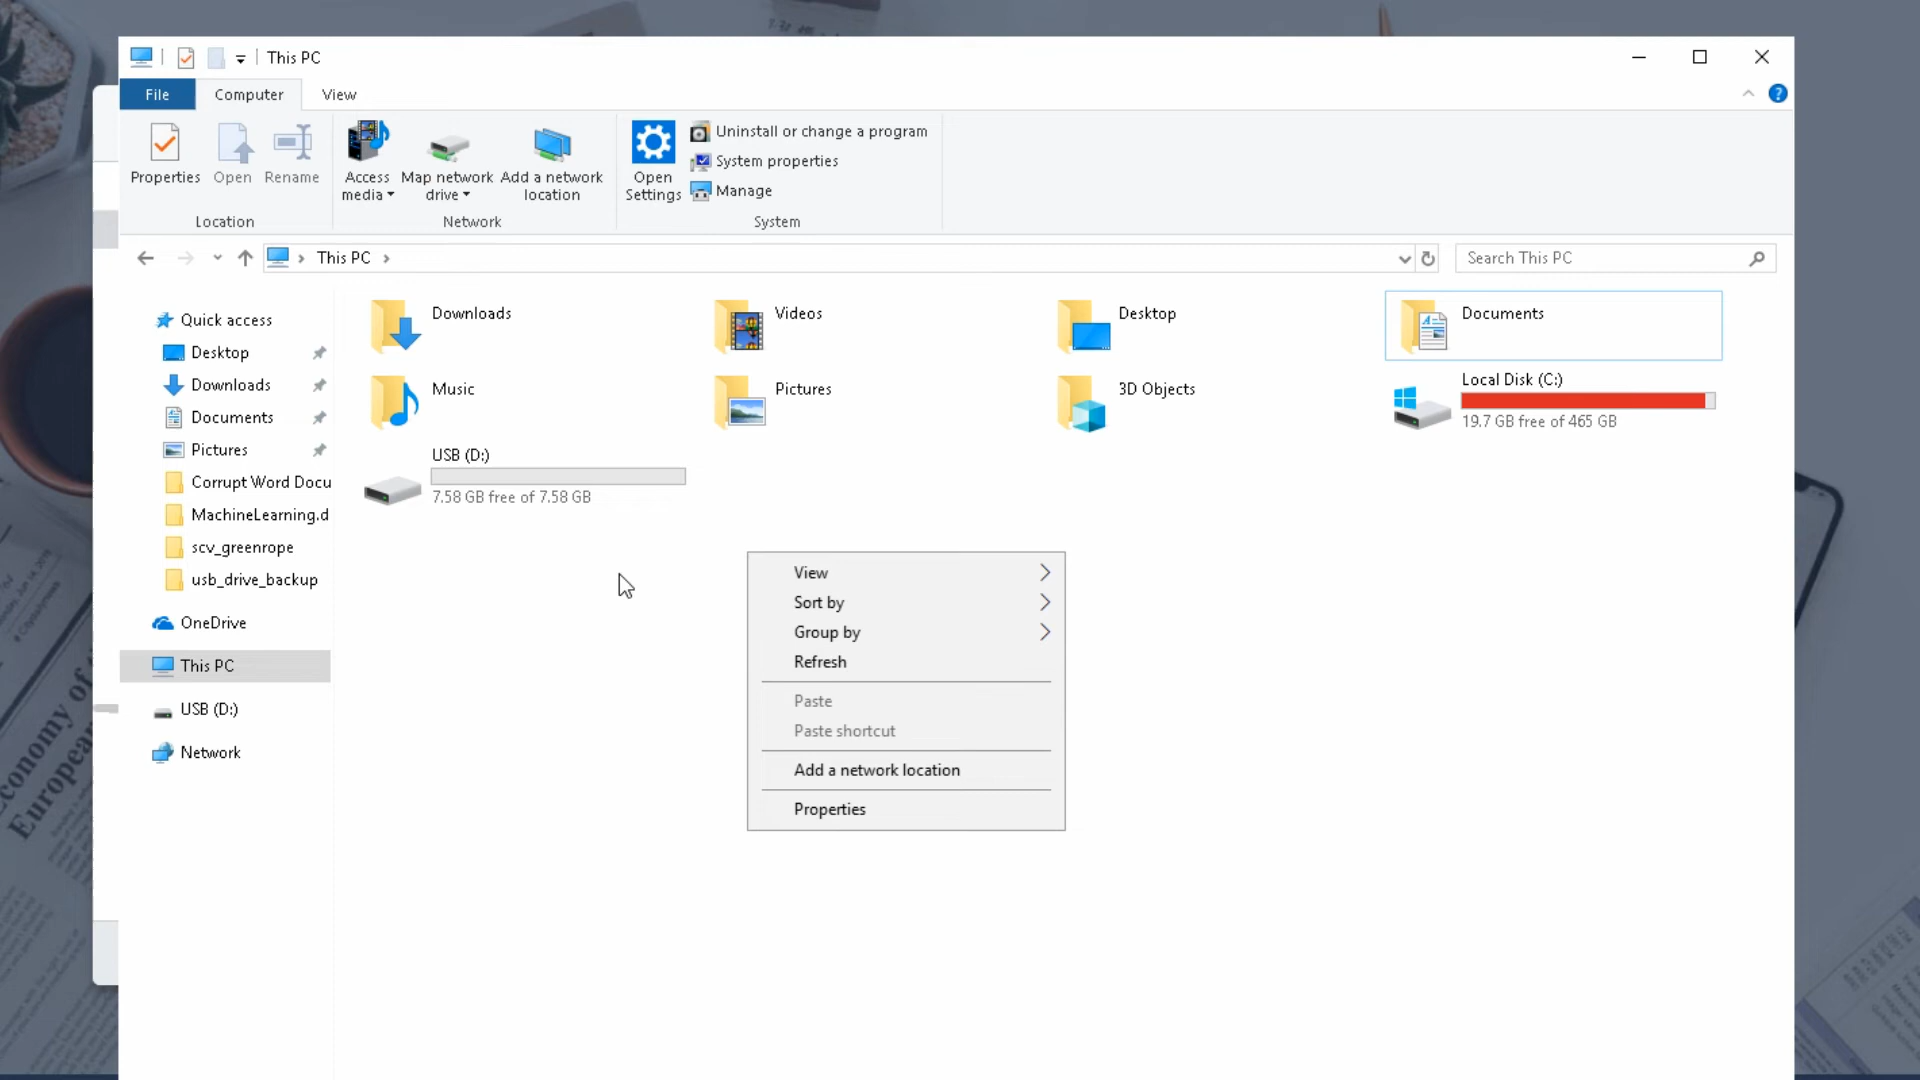 This PC
File
Computer
View
Properties
Open
Rename
Access
media
Map network
drive
Add a network
location
Open
Settings
Uninstall or change a program
System properties
Manage
Location
Network
System
This PC
Search This PC
Quick access
Desktop
Downloads
Documents
Pictures
Corrupt Word Docu
MachineLearning.d
scv_greenrope
usb_drive_backup
OneDrive
This PC
USB (D:)
Network
Downloads
Videos
Desktop
Documents
Music
Pictures
3D Objects
Local Disk (C:)
19.7 GB free of 465 GB
USB (D:)
7.58 GB free of 7.58 GB
View
Sort by
Group by
Refresh
Paste
Paste shortcut
Add a network location
Properties
Economy of
European